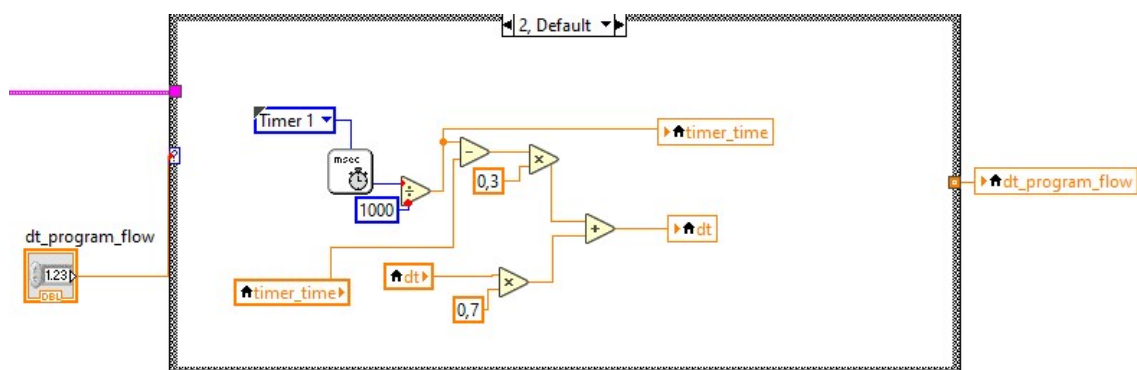 2, Default
Timer 1
msec
1000
0,3
timer_time
dt_program_flow
dt
dt_program_flow
1.23
DBL
timer_time
dt
0,7